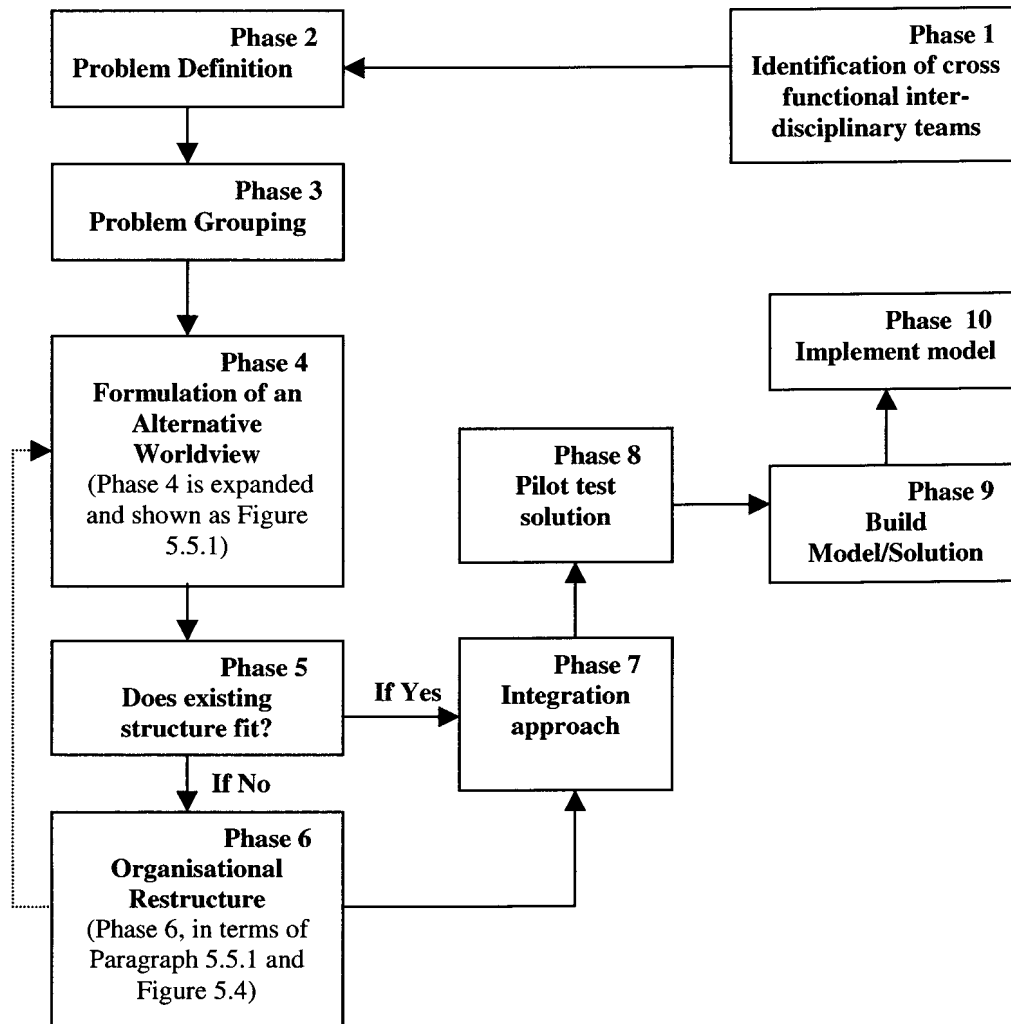 Phase 1
Identification of cross
functional inter-
disciplinary teams
Phase 2
Problem Definition
Phase 3
Problem Grouping
Phase 4
Formulation of an
Alternative
Worldview
(Phase 4 is expanded
and shown as Figure
5.5.1)
Phase 5
Does existing
structure fit?
If Yes
If No
Phase 6
Organisational
Restructure
(Phase 6, in terms of
Paragraph 5.5.1 and
Figure 5.4)
Phase 7
Integration
approach
Phase 8
Pilot test
solution
Phase 9
Build
Model/Solution
Phase 10
Implement model